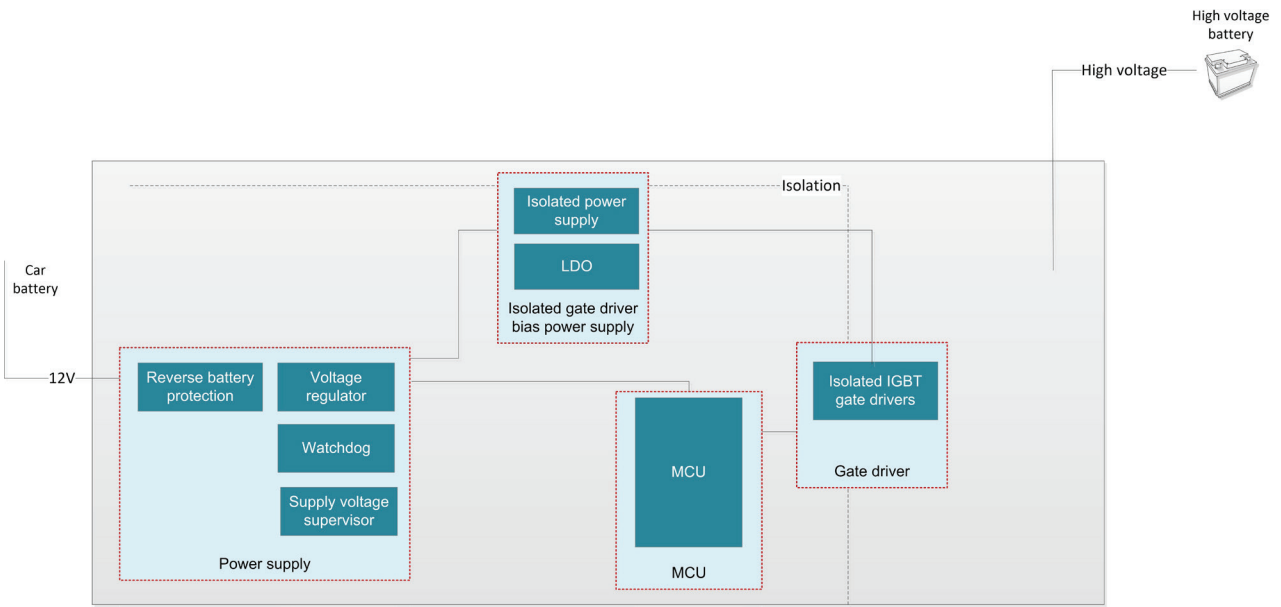 High voltage
battery
High voltage
Isolation
Isolated power
supply
LDO
Isolated gate driver
bias power supply
Car
battery
12V
Reverse battery
protection
Voltage
regulator
Watchdog
Supply voltage
supervisor
Power supply
MCU
MCU
Isolated IGBT
gate drivers
Gate driver